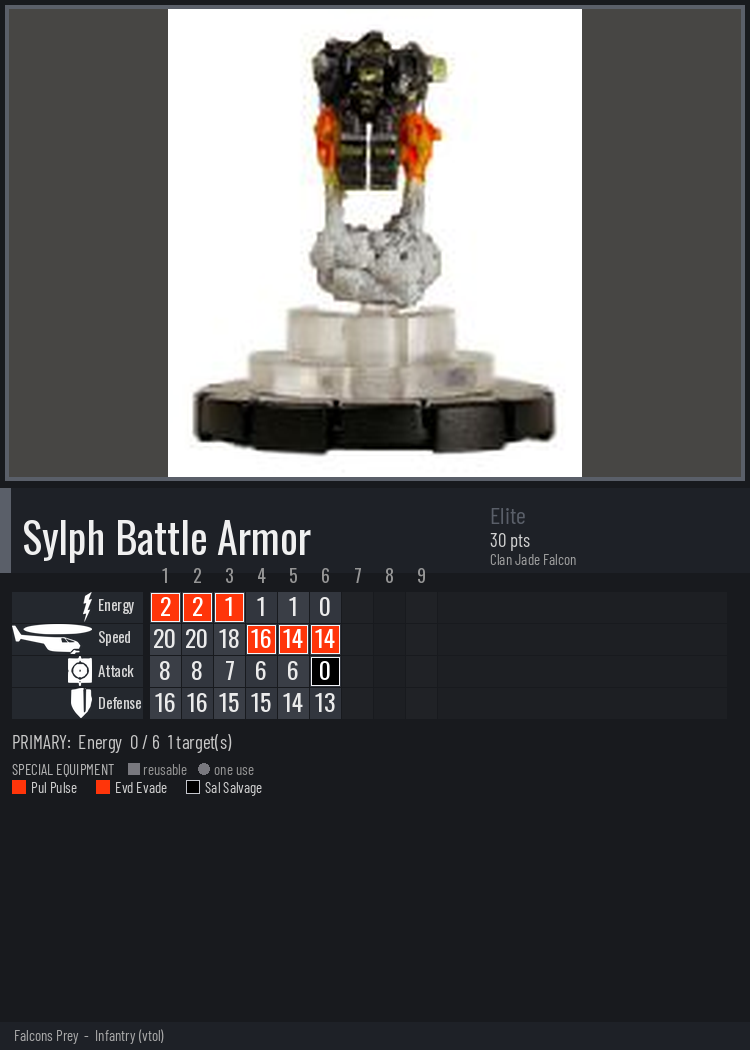 Sylph Battle Armor
Elite
30 pts
Clan Jade Falcon
1 2 3 4 5 6 7 8 9
Energy 2 2 1 1 1 0
Speed 20 20 18 16 14 14
Attack 8 8 7 6 6 0
Defense 16 16 15 15 14 13
PRIMARY: Energy 0 / 6 1 target(s)
SPECIAL EQUIPMENT reusable one use
Pul Pulse Evd Evade Sal Salvage
Falcons Prey - Infantry (vtol)